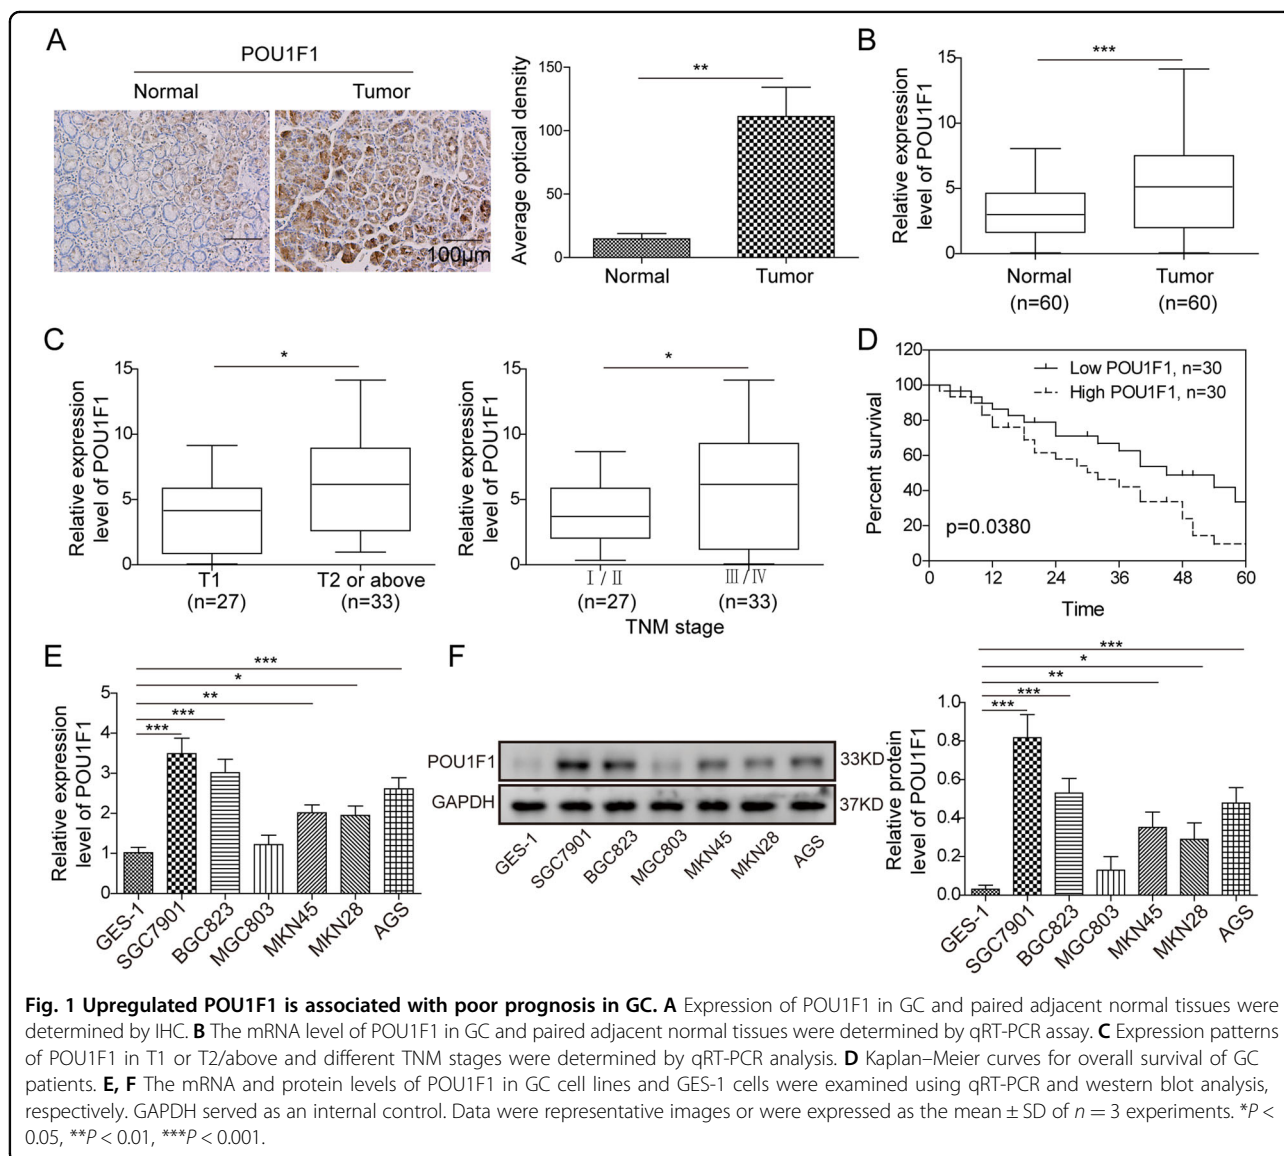 A
POU1F1
Normal
Tumor
100μm
Average optical density
150
100
50
0
**
Normal
Tumor
B
Relative expression
level of POU1F1
15
10
5
0
***
Normal
(n=60)
Tumor
(n=60)
C
Relative expression
level of POU1F1
15
10
5
0
*
T1
(n=27)
T2 or above
(n=33)
Relative expression
level of POU1F1
15
10
5
0
*
Ⅰ/Ⅱ
(n=27)
Ⅲ/Ⅳ
(n=33)
TNM stage
D
Percent survival
120
100
80
60
40
20
0
Low POU1F1, n=30
High POU1F1, n=30
p=0.0380
0 12 24 36 48 60
Time
E
Relative expression
level of POU1F1
5
4
3
2
1
0
***
*
**
***
***
GES-1
SGC7901
BGC823
MGC803
MKN45
MKN28
AGS
F
POU1F1
33KD
GAPDH
37KD
GES-1
SGC7901
BGC823
MGC803
MKN45
MKN28
AGS
Relative protein
level of POU1F1
1.0
0.8
0.6
0.4
0.2
0.0
***
*
**
***
***
GES-1
SGC7901
BGC823
MGC803
MKN45
MKN28
AGS
Fig. 1 Upregulated POU1F1 is associated with poor prognosis in GC. A Expression of POU1F1 in GC and paired adjacent normal tissues were
determined by IHC. B The mRNA level of POU1F1 in GC and paired adjacent normal tissues were determined by qRT-PCR assay. C Expression patterns
of POU1F1 in T1 or T2/above and different TNM stages were determined by qRT-PCR analysis. D Kaplan–Meier curves for overall survival of GC
patients. E, F The mRNA and protein levels of POU1F1 in GC cell lines and GES-1 cells were examined using qRT-PCR and western blot analysis,
respectively. GAPDH served as an internal control. Data were representative images or were expressed as the mean ± SD of n = 3 experiments. *P <
0.05, **P < 0.01, ***P < 0.001.